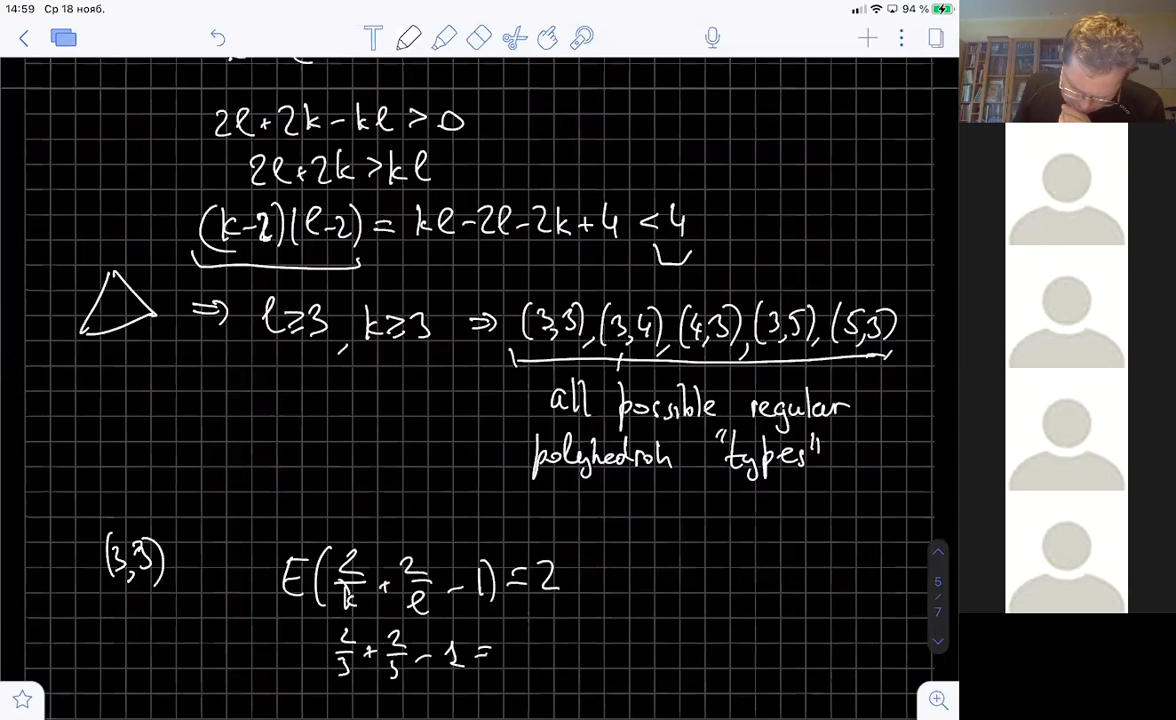 14:59 Ср 18 нояб. 94 %
2l+2k-kl > 0
2l+2k > kl
(k-2)(l-2) = kl-2l-2k+4 < 4
⇒ l≥3, k≥3 ⇒ (3,3), (3,4), (4,3), (3,5), (5,3)
all possible regular
polyhedron "types"
(3,3) E(2/k + 2/l - 1) = 2
2/3 + 2/3 - 1 =
5/7